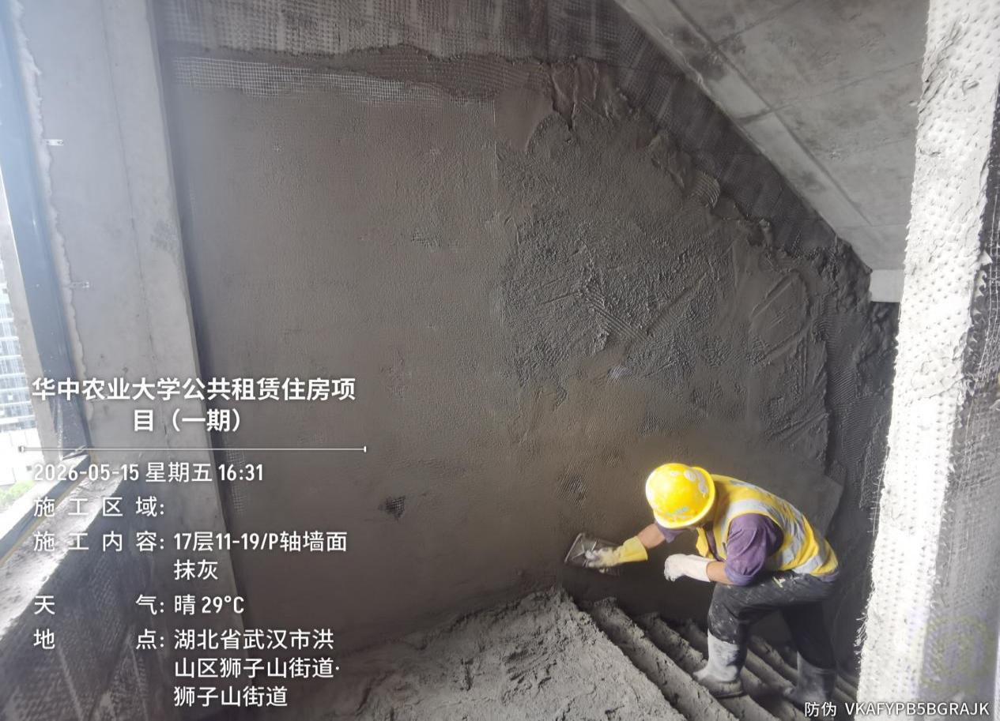 华中农业大学公共租赁住房项
目（一期）
2026-05-15 星期五 16:31
施工区域:
施工内容: 17层11-19/P轴墙面
抹灰
天气: 晴 29°C
地点: 湖北省武汉市洪
山区狮子山街道·
狮子山街道
防伪 VKAFYPB5BGRAJK